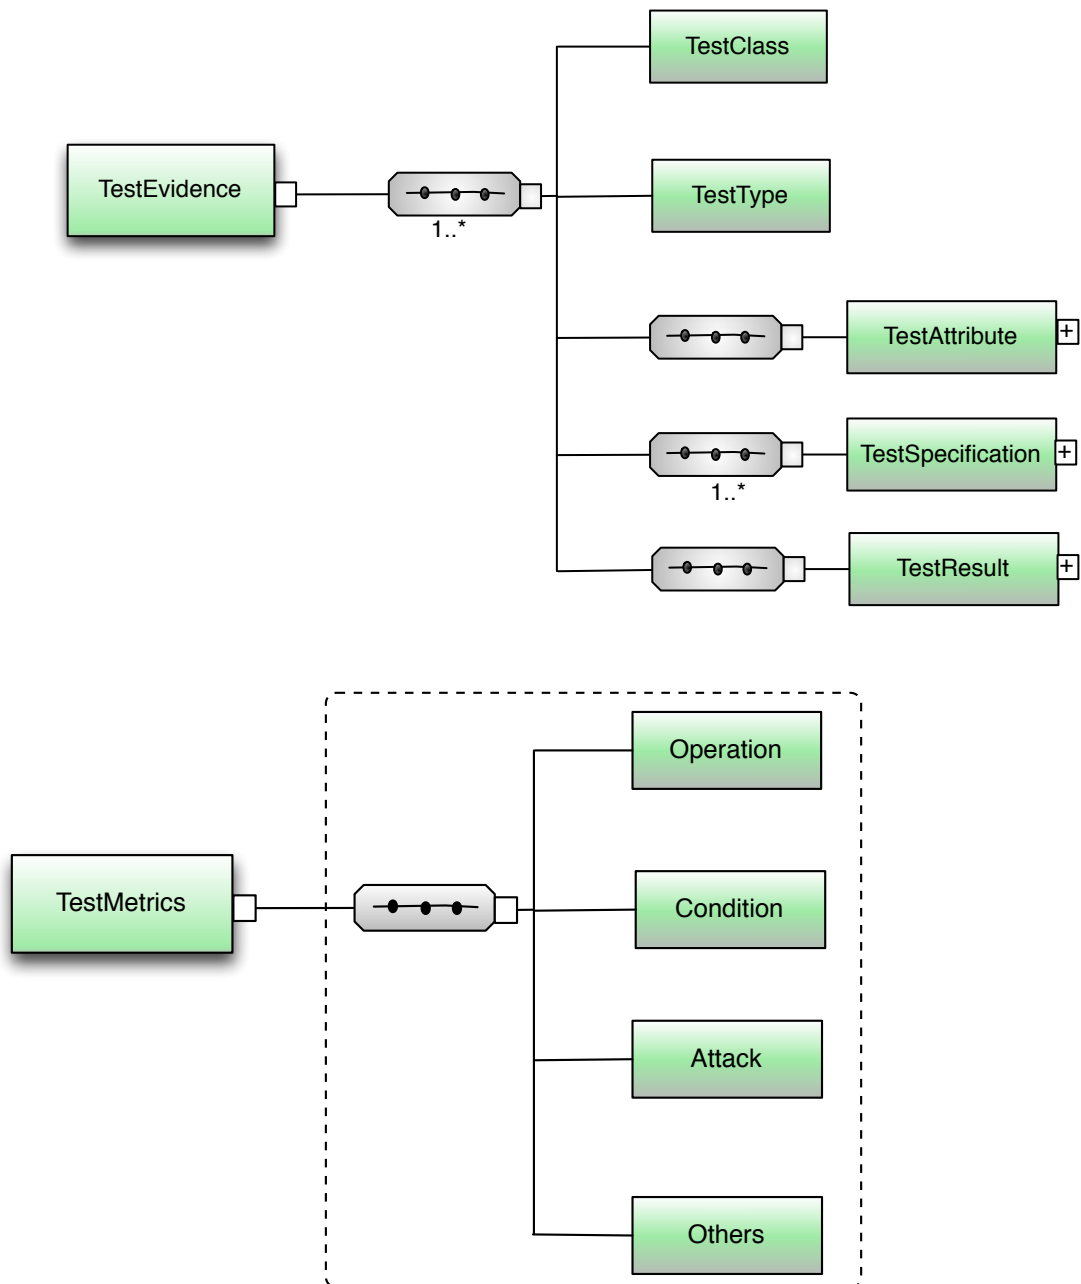 TestClass
TestEvidence
1..*
TestType
TestAttribute
+
TestSpecification
+
1..*
TestResult
+
Operation
TestMetrics
Condition
Attack
Others